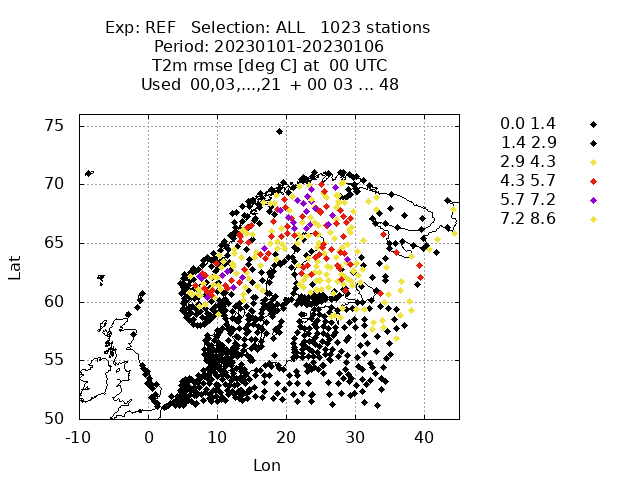 Exp: REF   Selection: ALL   1023 stations
Period: 20230101-20230106
T2m rmse [deg C] at  00 UTC
Used  00,03,...,21  + 00 03 ... 48
0.0 1.4
1.4 2.9
2.9 4.3
4.3 5.7
5.7 7.2
7.2 8.6
75
70
65
60
55
50
Lat
-10 0 10 20 30 40
Lon